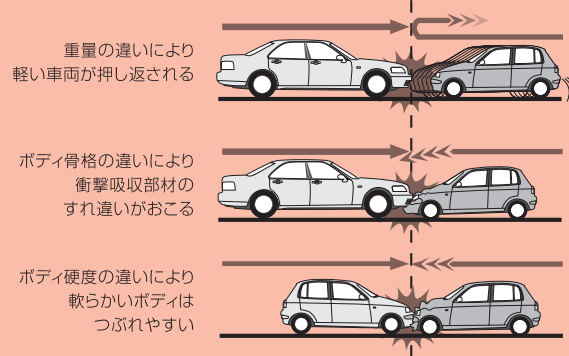 重量の違いにより
軽い車両が押し返される
ボディ骨格の違いにより
衝撃吸収部材の
すれ違いがおこる
ボディ硬度の違いにより
軟らかいボディは
つぶれやすい